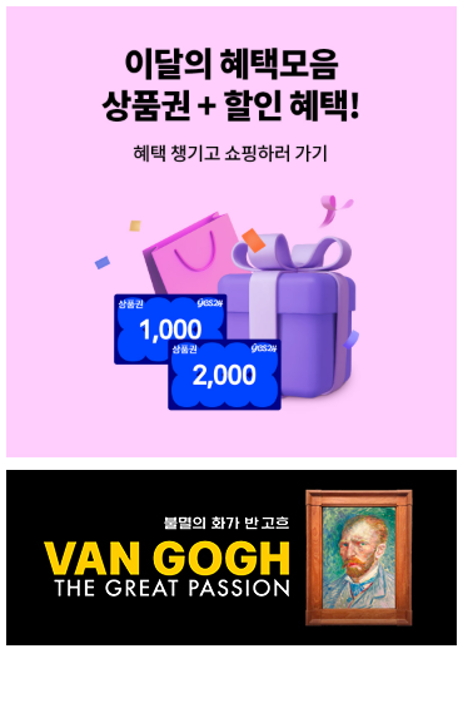 이달의 혜택모음
상품권 + 할인 혜택!
혜택 챙기고 쇼핑하러 가기
상품권 yes24
1,000
상품권 yes24
2,000
불멸의 화가 반 고흐
VAN GOGH
THE GREAT PASSION